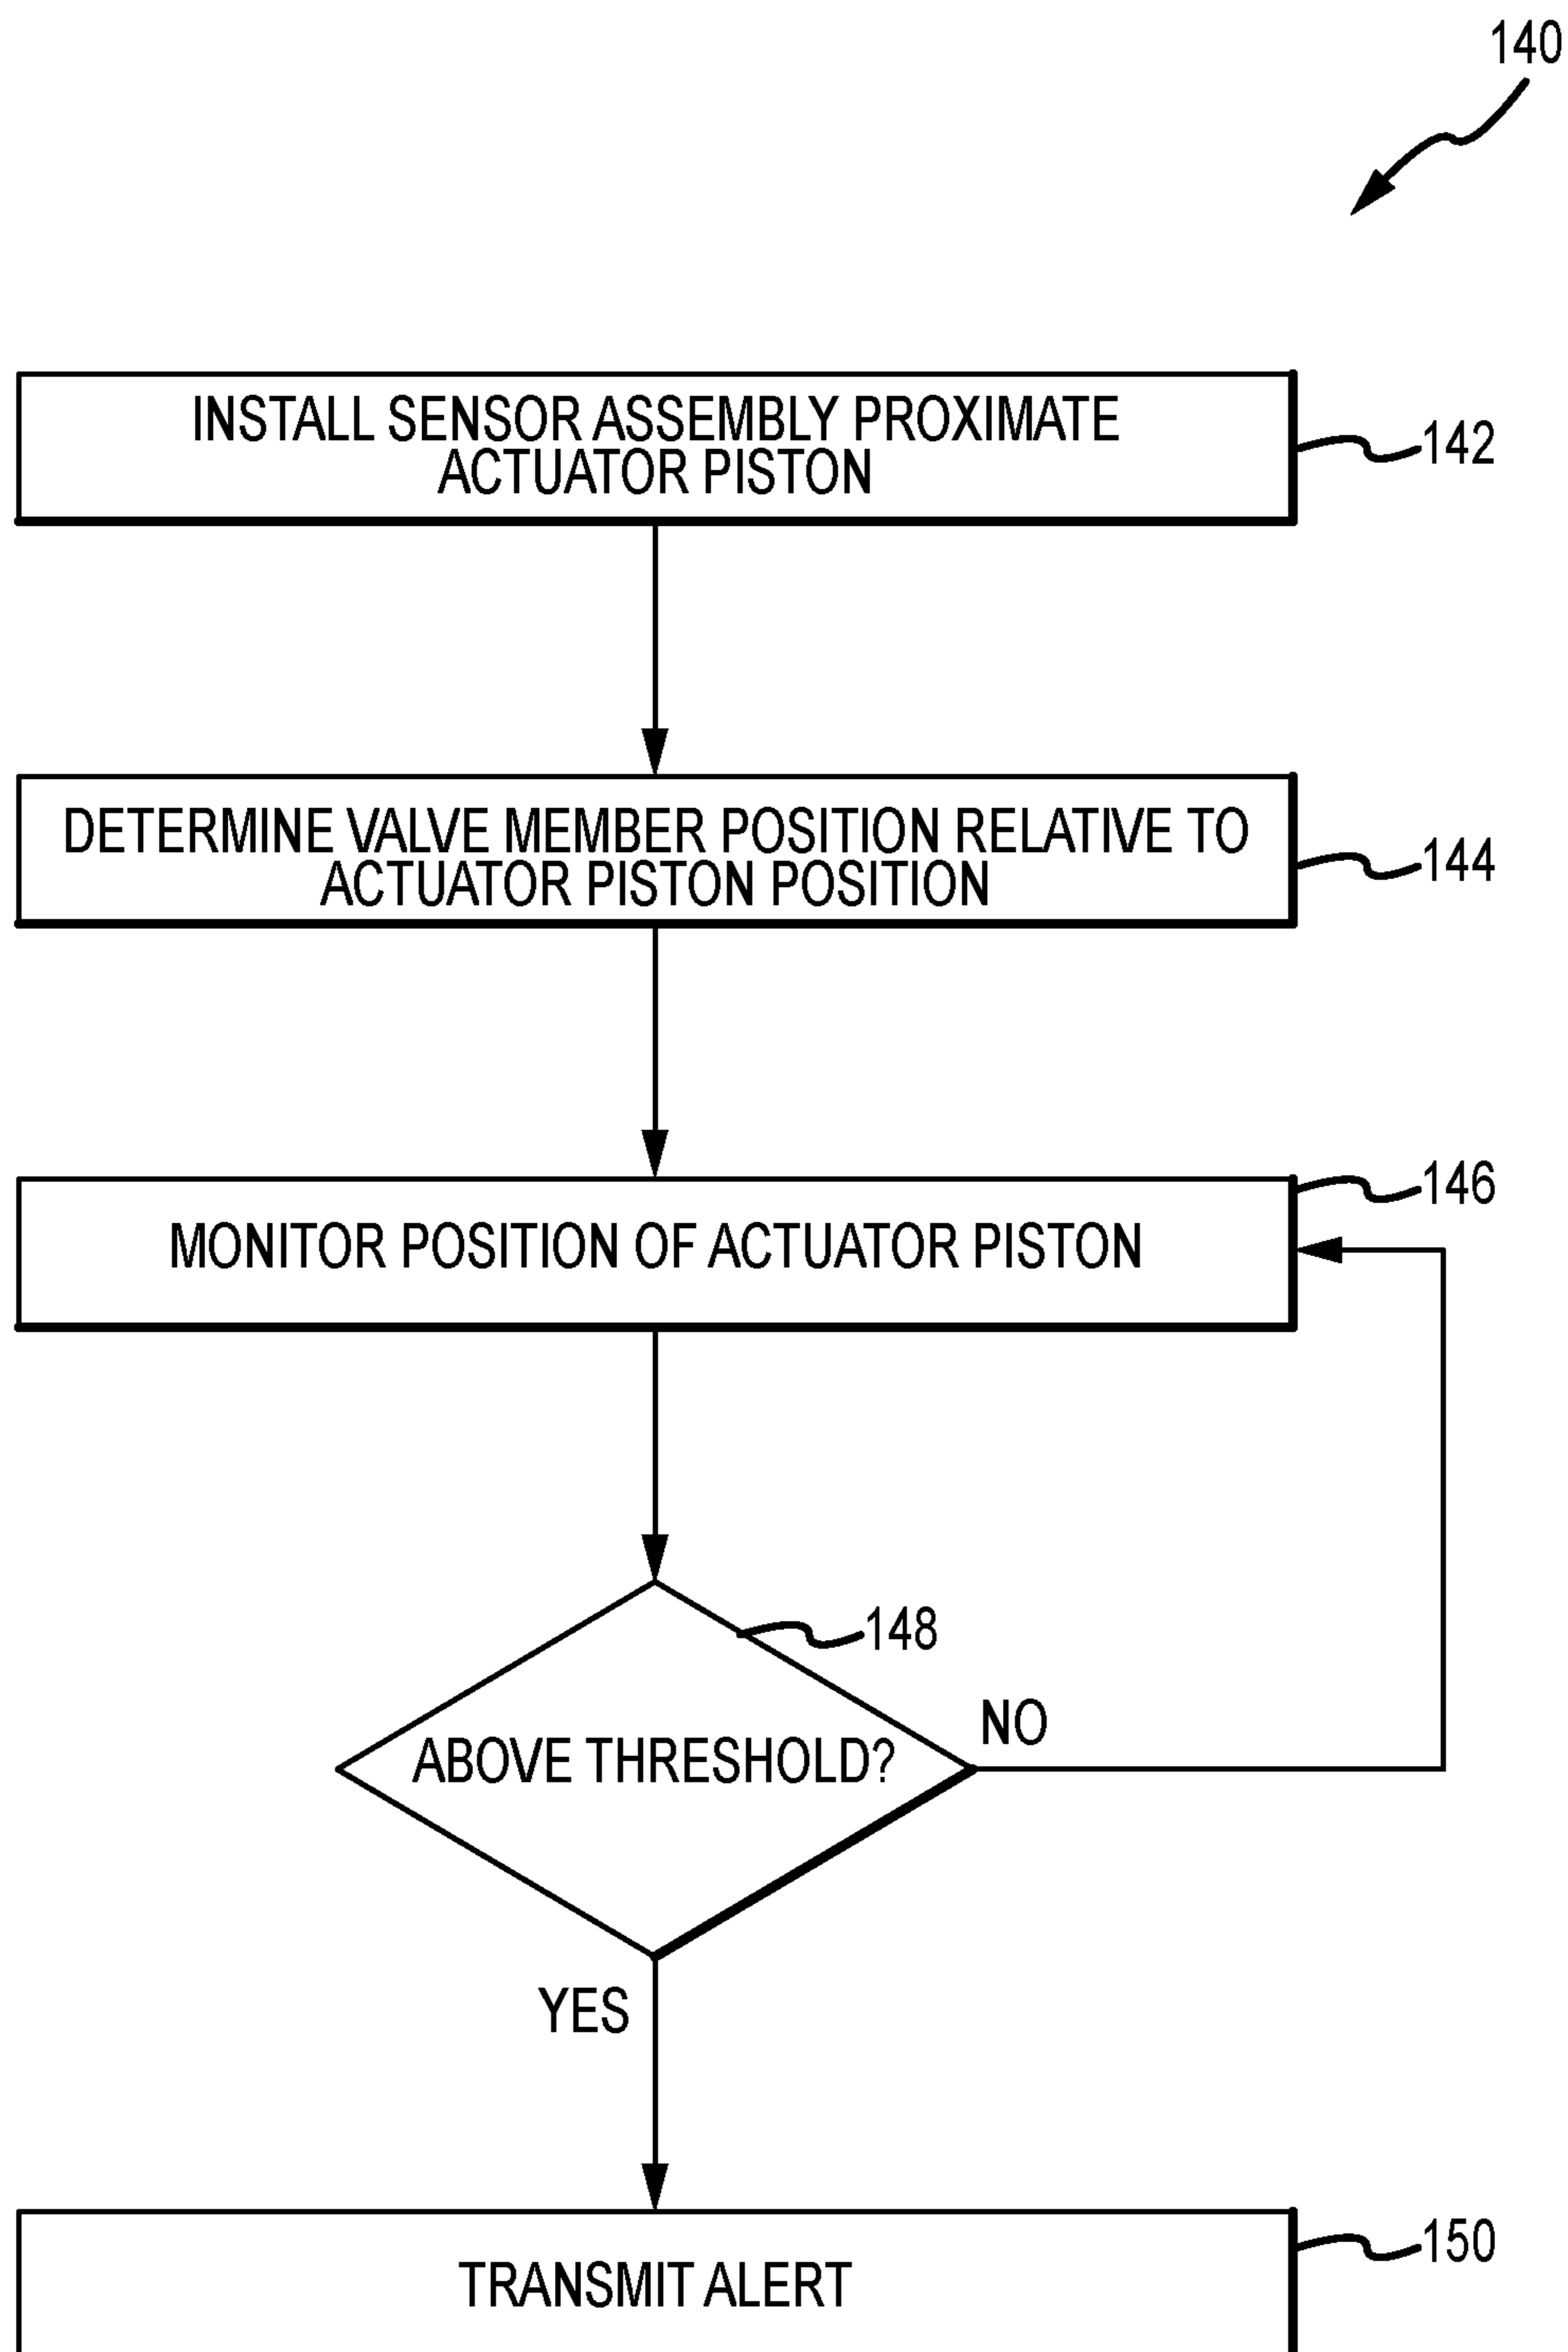 140
INSTALL SENSOR ASSEMBLY PROXIMATE
ACTUATOR PISTON
142
DETERMINE VALVE MEMBER POSITION RELATIVE TO
ACTUATOR PISTON POSITION
144
146
MONITOR POSITION OF ACTUATOR PISTON
148
NO
ABOVE THRESHOLD?
YES
150
TRANSMIT ALERT